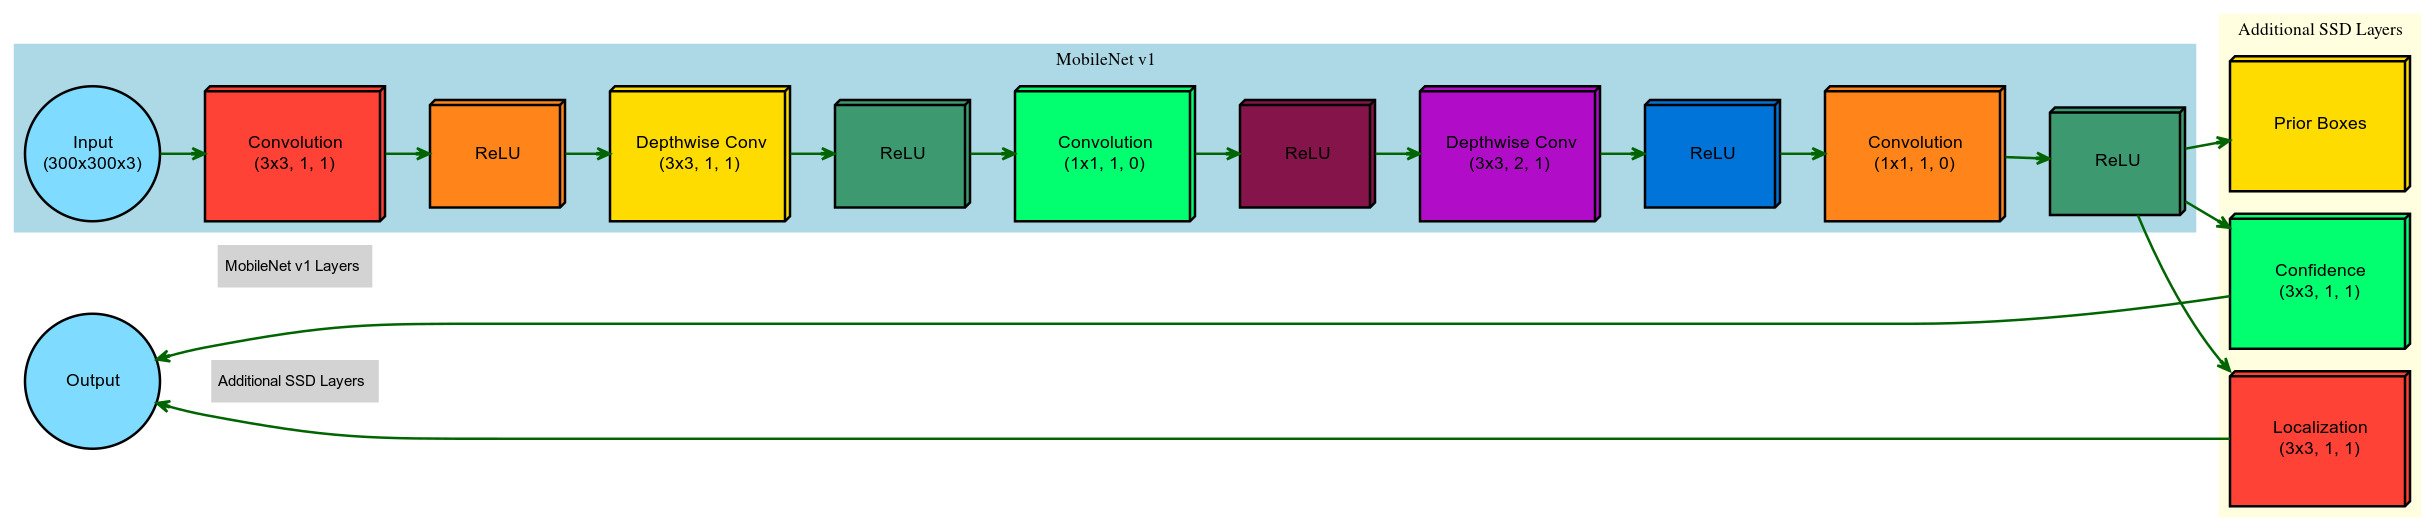 Additional SSD Layers
MobileNet v1
Input
(300x300x3)
Convolution
(3x3, 1, 1)
ReLU
Depthwise Conv
(3x3, 1, 1)
ReLU
Convolution
(1x1, 1, 0)
ReLU
Depthwise Conv
(3x3, 2, 1)
ReLU
Convolution
(1x1, 1, 0)
ReLU
Prior Boxes
Confidence
(3x3, 1, 1)
Localization
(3x3, 1, 1)
MobileNet v1 Layers
Output
Additional SSD Layers